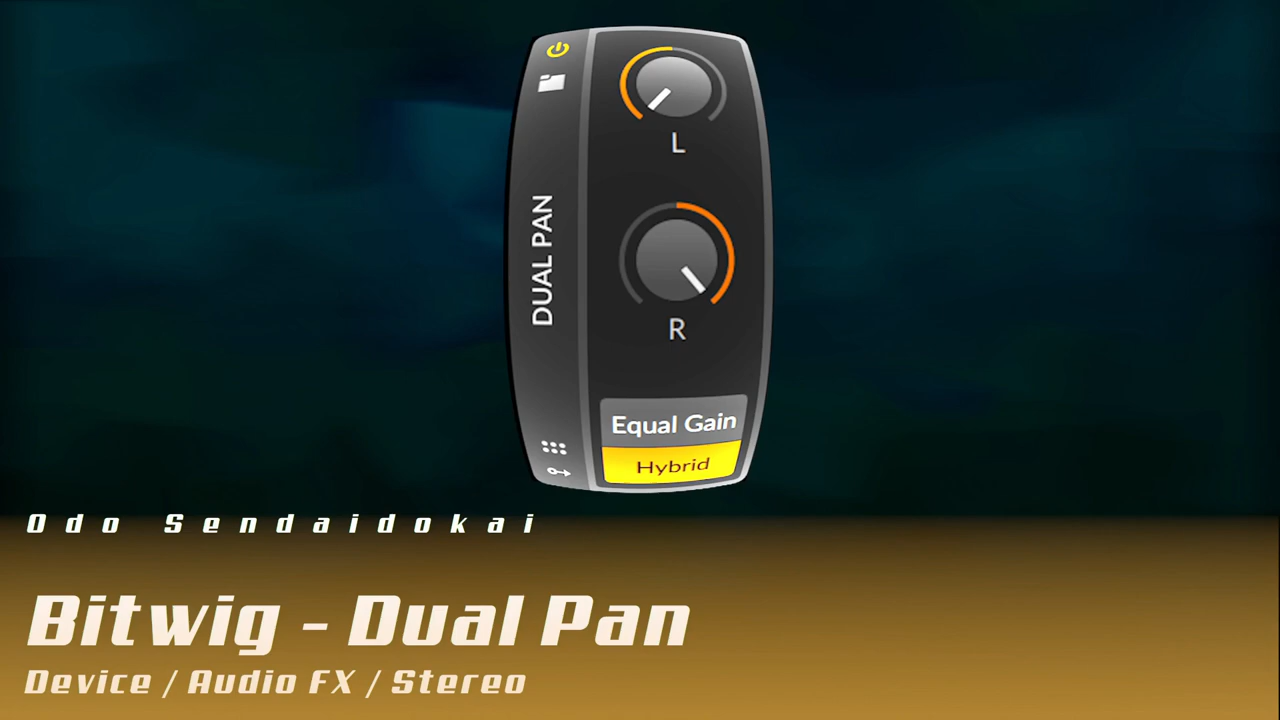 DUAL PAN
L
R
Equal Gain
Hybrid
Odo Sendaidokai
Bitwig - Dual Pan
Device / Audio FX / Stereo